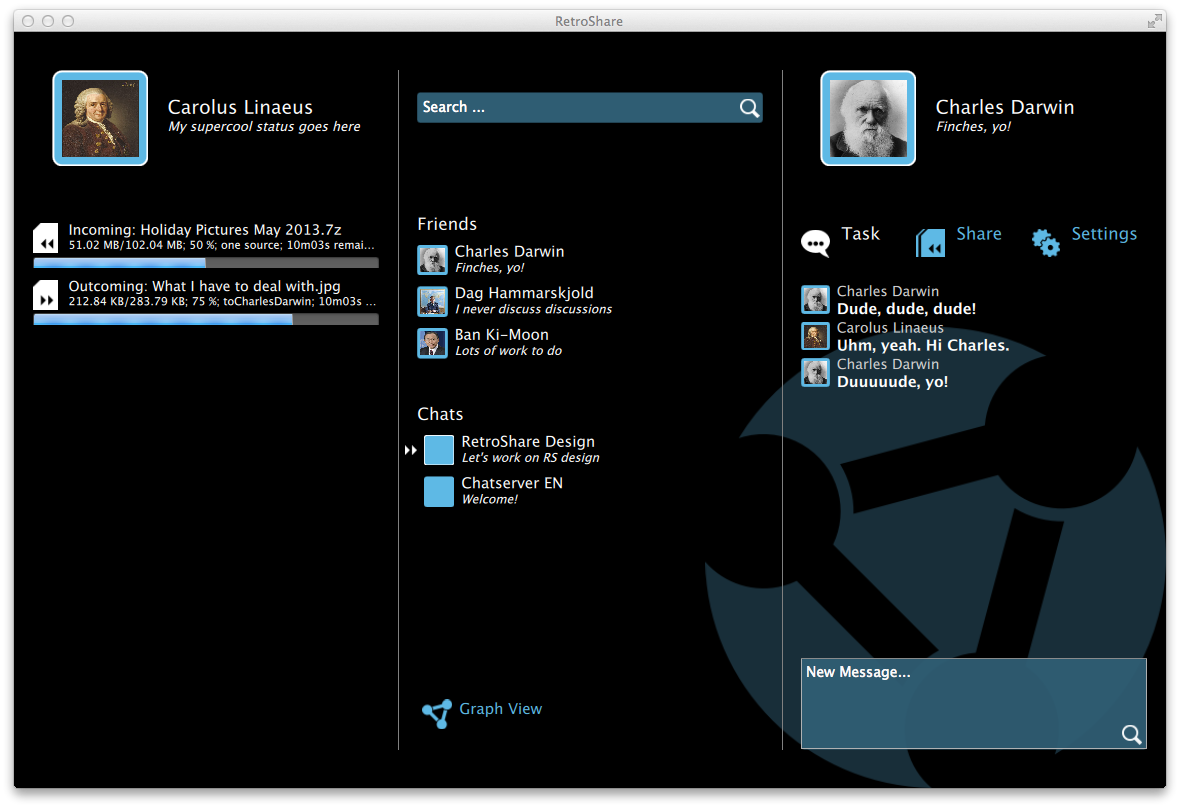 RetroShare
Carolus Linaeus
My supercool status goes here
Incoming: Holiday Pictures May 2013.7z
51.02 MB/102.04 MB; 50 %; one source; 10m03s remai...
Outcoming: What I have to deal with.jpg
212.84 KB/283.79 KB; 75 %; toCharlesDarwin; 10m03s ...
Search ...
Friends
Charles Darwin
Finches, yo!
Dag Hammarskjold
I never discuss discussions
Ban Ki-Moon
Lots of work to do
Chats
RetroShare Design
Let's work on RS design
Chatserver EN
Welcome!
Graph View
Charles Darwin
Finches, yo!
Task
Share
Settings
Charles Darwin
Dude, dude, dude!
Carolus Linaeus
Uhm, yeah. Hi Charles.
Charles Darwin
Duuuuude, yo!
New Message...